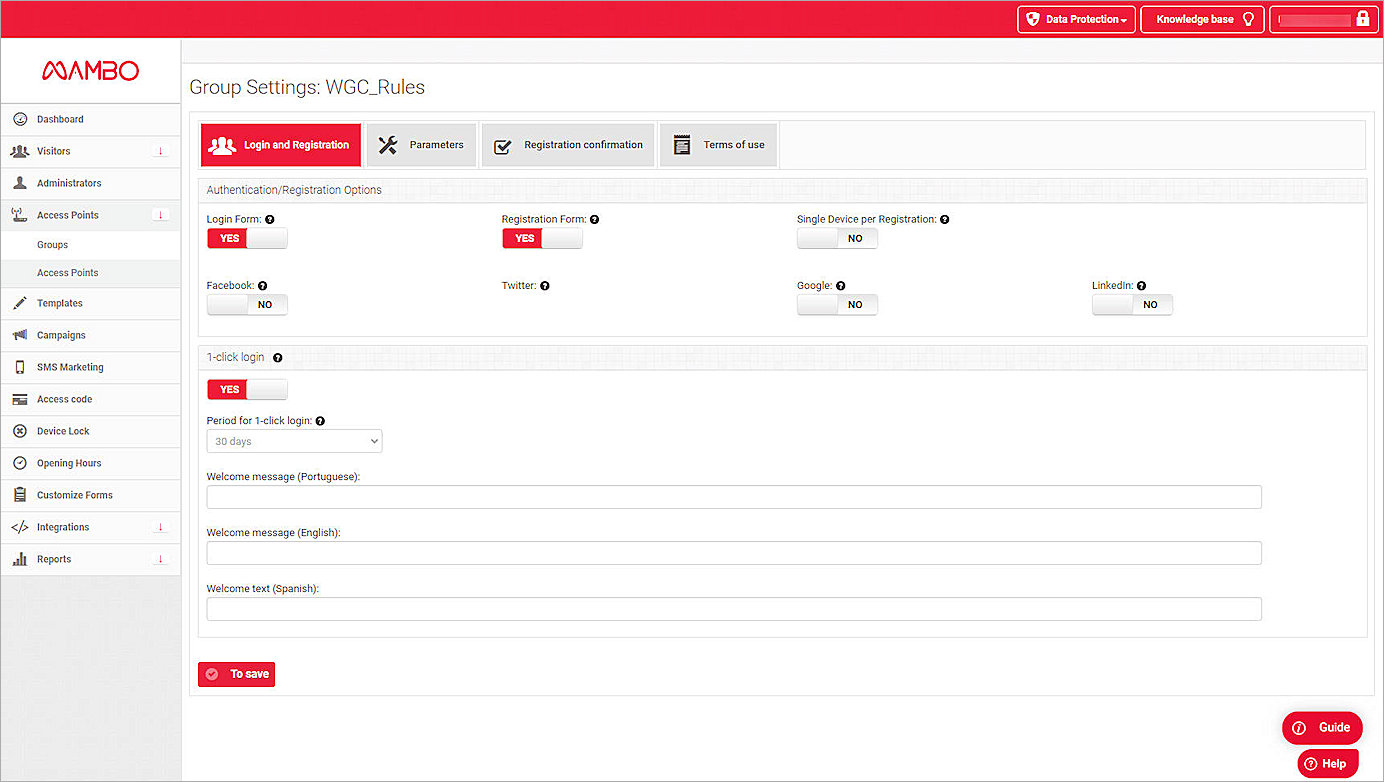 Data Protection
Knowledge base
MAMBO
Group Settings: WGC_Rules
Dashboard
Visitors
Administrators
Access Points
Groups
Access Points
Templates
Campaigns
SMS Marketing
Access code
Device Lock
Opening Hours
Customize Forms
Integrations
Reports
Login and Registration
Parameters
Registration confirmation
Terms of use
Authentication/Registration Options
Login Form:
YES
Registration Form:
YES
Single Device per Registration:
NO
Facebook:
NO
Twitter:
Google:
NO
LinkedIn:
NO
1-click login
YES
Period for 1-click login:
30 days
Welcome message (Portuguese):
Welcome message (English):
Welcome text (Spanish):
To save
Guide
Help